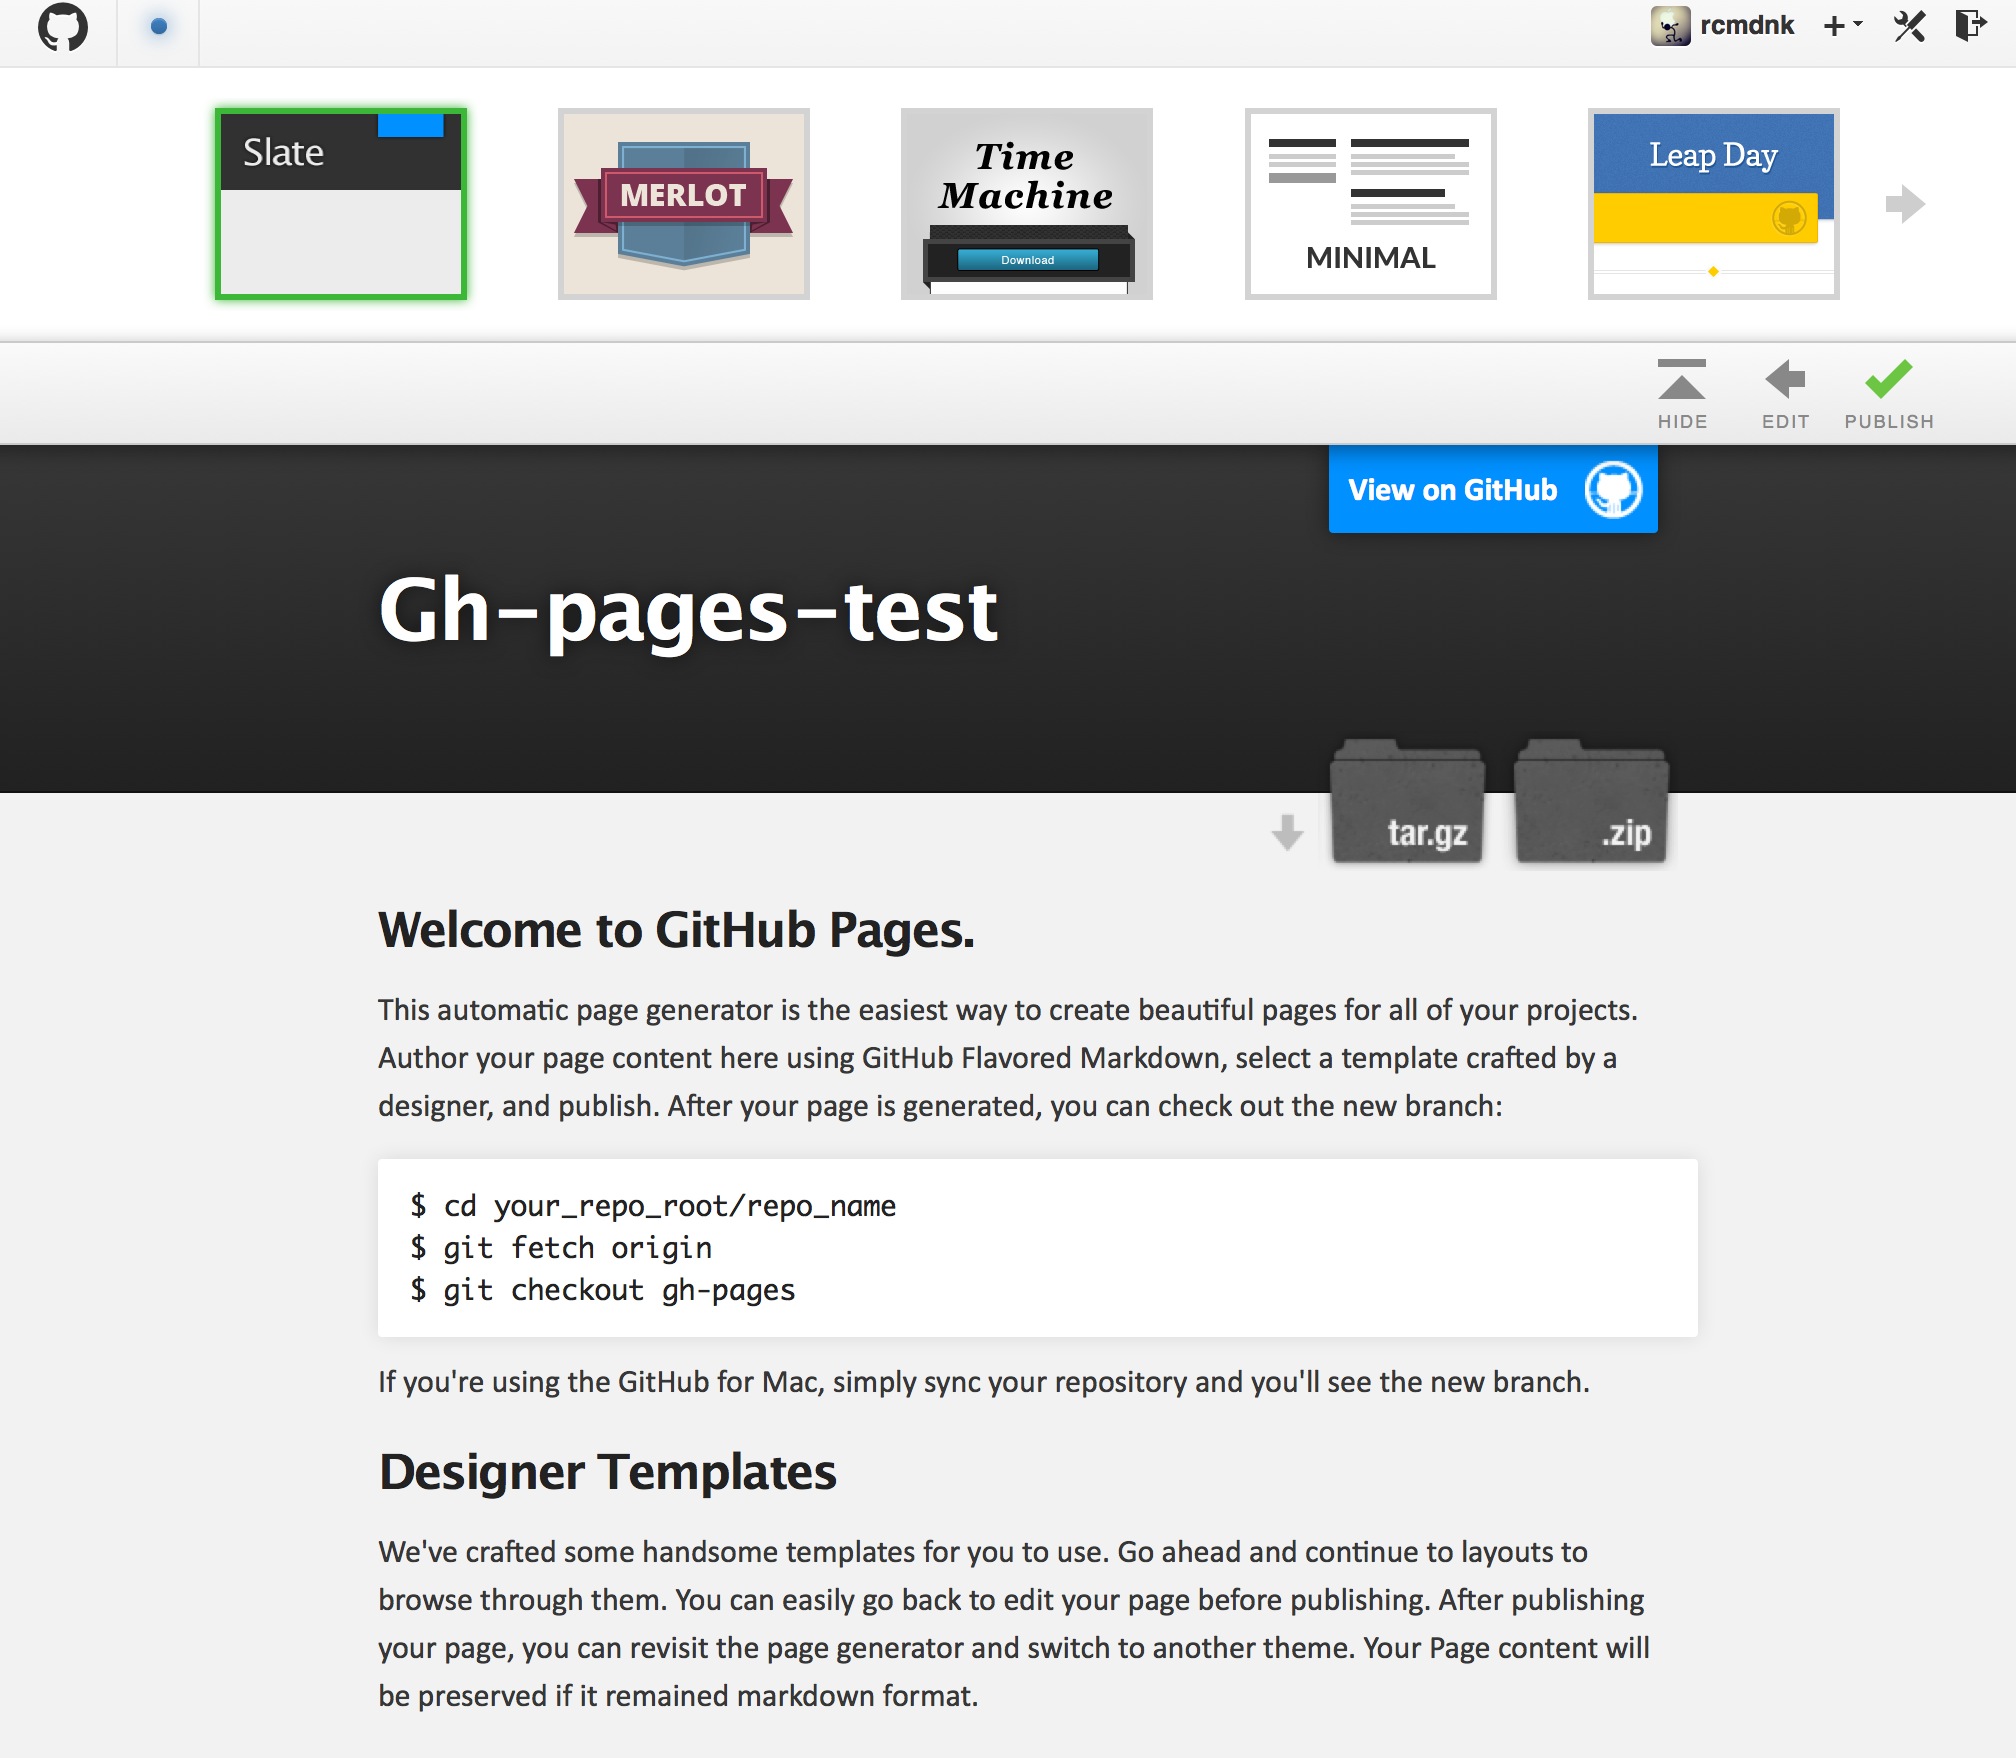 rcmdnk
Slate
MERLOT
Time
Machine
Download
MINIMAL
Leap Day
HIDE
EDIT
PUBLISH
View on GitHub
Gh-pages-test
tar.gz
.zip
Welcome to GitHub Pages.
This automatic page generator is the easiest way to create beautiful pages for all of your projects.
Author your page content here using GitHub Flavored Markdown, select a template crafted by a
designer, and publish. After your page is generated, you can check out the new branch:
$ cd your_repo_root/repo_name
$ git fetch origin
$ git checkout gh-pages
If you're using the GitHub for Mac, simply sync your repository and you'll see the new branch.
Designer Templates
We've crafted some handsome templates for you to use. Go ahead and continue to layouts to
browse through them. You can easily go back to edit your page before publishing. After publishing
your page, you can revisit the page generator and switch to another theme. Your Page content will
be preserved if it remained markdown format.